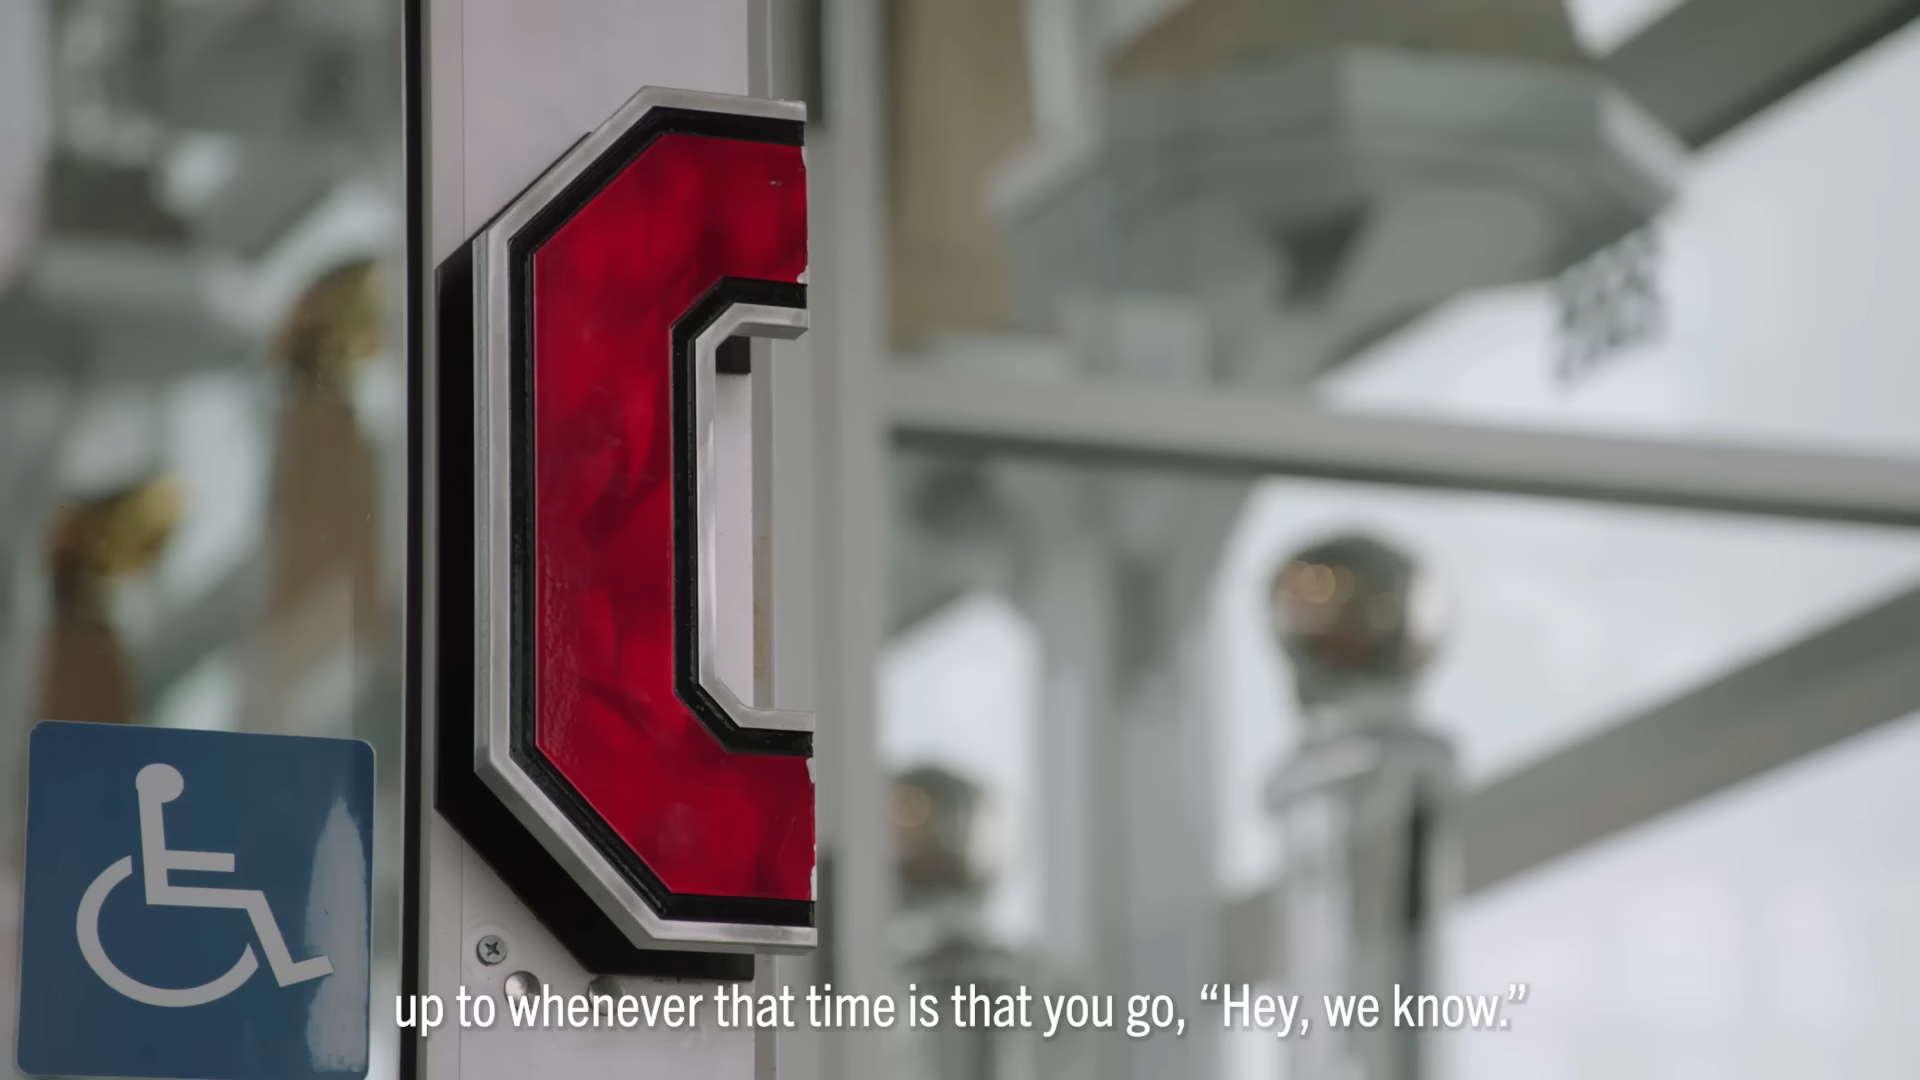 up to whenever that time is that you go, “Hey, we know.”